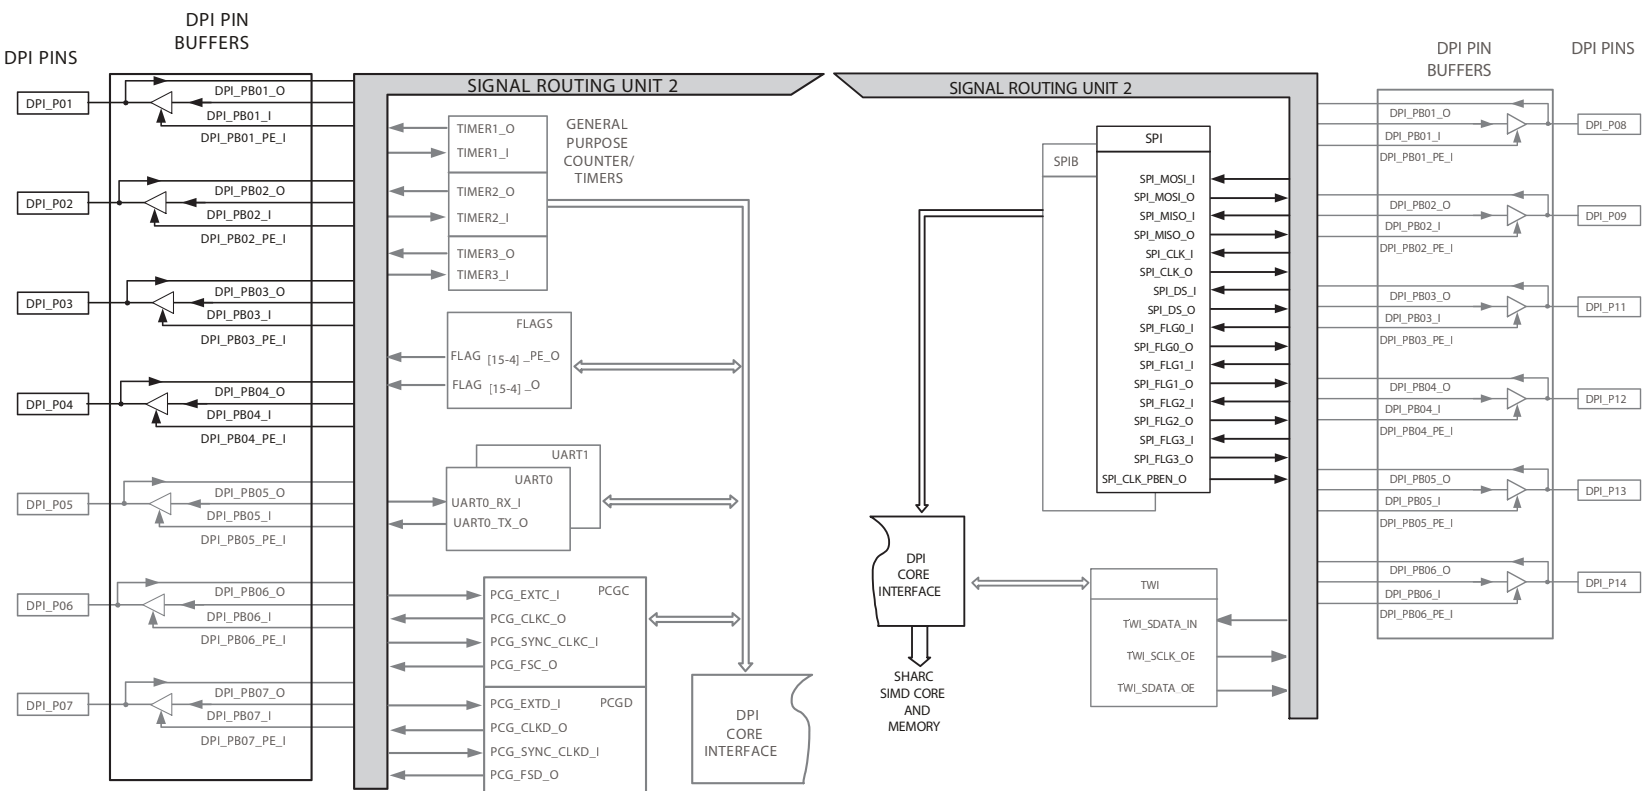 DPI PIN
BUFFERS
DPI PINS
DPI_P01
DPI_PB01_O
DPI_PB01_I
DPI_PB01_PE_I
DPI_P02
DPI_PB02_O
DPI_PB02_I
DPI_PB02_PE_I
DPI_P03
DPI_PB03_O
DPI_PB03_I
DPI_PB03_PE_I
DPI_P04
DPI_PB04_O
DPI_PB04_I
DPI_PB04_PE_I
DPI_P05
DPI_PB05_O
DPI_PB05_I
DPI_PB05_PE_I
DPI_P06
DPI_PB06_O
DPI_PB06_I
DPI_PB06_PE_I
DPI_P07
DPI_PB07_O
DPI_PB07_I
DPI_PB07_PE_I
SIGNAL ROUTING UNIT 2
TIMER1_O
TIMER1_I
TIMER2_O
TIMER2_I
TIMER3_O
TIMER3_I
GENERAL
PURPOSE
COUNTER/
TIMERS
FLAGS
FLAG [15-4] _PE_O
FLAG [15-4] _O
UART1
UART0
UART0_RX_I
UART0_TX_O
PCGC
PCG_EXTC_I
PCG_CLKC_O
PCG_SYNC_CLKC_I
PCG_FSC_O
PCGD
PCG_EXTD_I
PCG_CLKD_O
PCG_SYNC_CLKD_I
PCG_FSD_O
DPI
CORE
INTERFACE
SIGNAL ROUTING UNIT 2
SPI
SPIB
SPI_MOSI_I
SPI_MOSI_O
SPI_MISO_I
SPI_MISO_O
SPI_CLK_I
SPI_CLK_O
SPI_DS_I
SPI_DS_O
SPI_FLG0_I
SPI_FLG0_O
SPI_FLG1_I
SPI_FLG1_O
SPI_FLG2_I
SPI_FLG2_O
SPI_FLG3_I
SPI_FLG3_O
SPI_CLK_PBEN_O
DPI
CORE
INTERFACE
SHARC
SIMD CORE
AND
MEMORY
TWI
TWI_SDATA_IN
TWI_SCLK_OE
TWI_SDATA_OE
DPI PIN
BUFFERS
DPI PINS
DPI_PB01_O
DPI_PB01_I
DPI_PB01_PE_I
DPI_P08
DPI_PB02_O
DPI_PB02_I
DPI_PB02_PE_I
DPI_P09
DPI_PB03_O
DPI_PB03_I
DPI_PB03_PE_I
DPI_P11
DPI_PB04_O
DPI_PB04_I
DPI_PB04_PE_I
DPI_P12
DPI_PB05_O
DPI_PB05_I
DPI_PB05_PE_I
DPI_P13
DPI_PB06_O
DPI_PB06_I
DPI_PB06_PE_I
DPI_P14